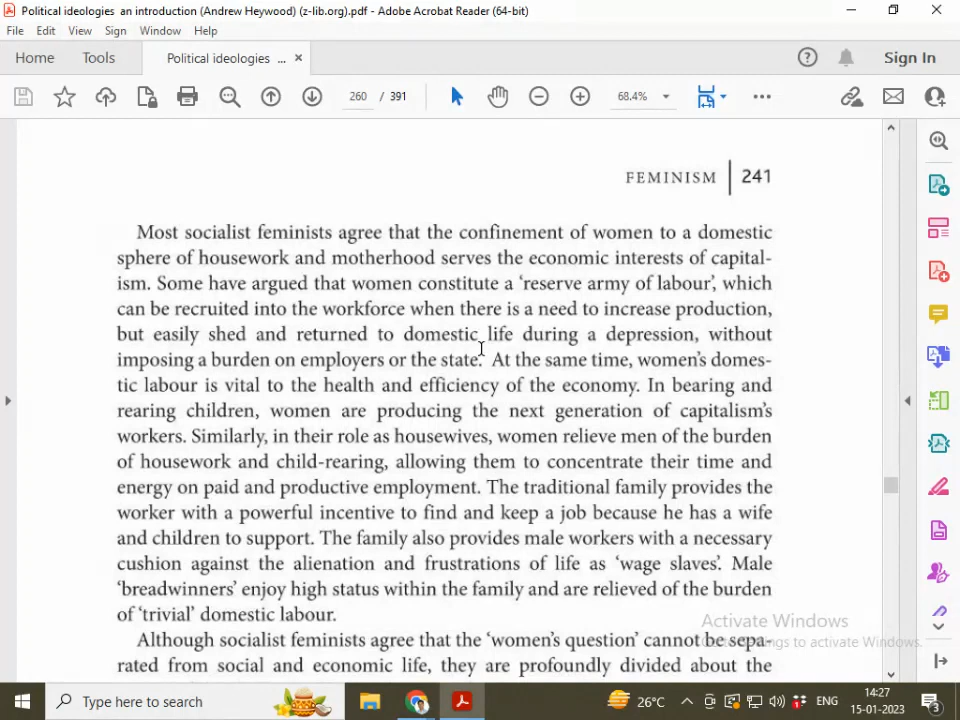 Political ideologies  an introduction (Andrew Heywood) (z-lib.org).pdf - Adobe Acrobat Reader (64-bit)
File Edit View Sign Window Help
Home Tools Political ideologies ... × Sign In
260 / 391 68.4%
FEMINISM 241
Most socialist feminists agree that the confinement of women to a domestic
sphere of housework and motherhood serves the economic interests of capital-
ism. Some have argued that women constitute a ‘reserve army of labour’, which
can be recruited into the workforce when there is a need to increase production,
but easily shed and returned to domestic life during a depression, without
imposing a burden on employers or the state. At the same time, women’s domes-
tic labour is vital to the health and efficiency of the economy. In bearing and
rearing children, women are producing the next generation of capitalism’s
workers. Similarly, in their role as housewives, women relieve men of the burden
of housework and child-rearing, allowing them to concentrate their time and
energy on paid and productive employment. The traditional family provides the
worker with a powerful incentive to find and keep a job because he has a wife
and children to support. The family also provides male workers with a necessary
cushion against the alienation and frustrations of life as ‘wage slaves’. Male
‘breadwinners’ enjoy high status within the family and are relieved of the burden
of ‘trivial’ domestic labour.
Activate Windows
Although socialist feminists agree that the ‘women’s question’ cannot be sepa-
Go to Settings to activate Windows.
rated from social and economic life, they are profoundly divided about the
Type here to search 26°C ENG 14:27
15-01-2023 3